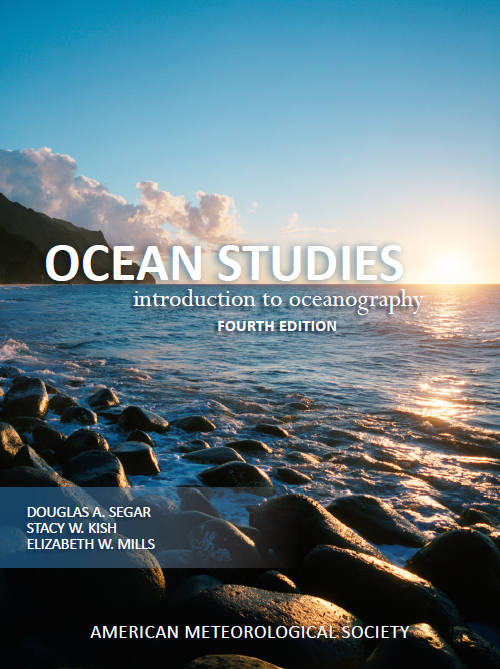 OCEAN STUDIES
introduction to oceanography
FOURTH EDITION
DOUGLAS A. SEGAR
STACY W. KISH
ELIZABETH W. MILLS
AMERICAN METEOROLOGICAL SOCIETY